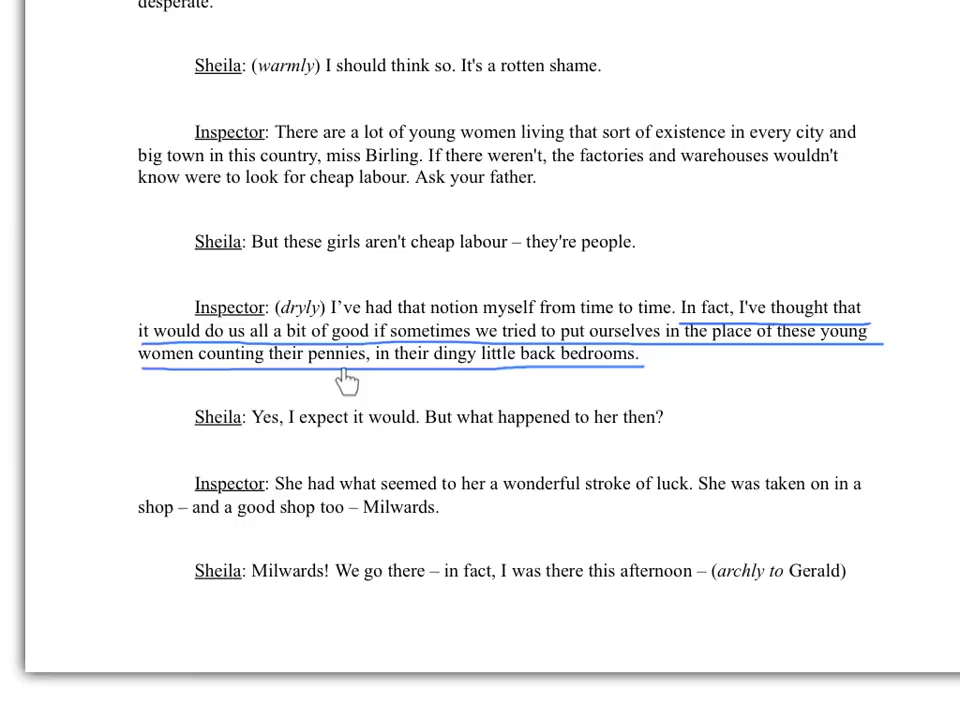 desperate.
Sheila: (warmly) I should think so. It's a rotten shame.
Inspector: There are a lot of young women living that sort of existence in every city and
big town in this country, miss Birling. If there weren't, the factories and warehouses wouldn't
know were to look for cheap labour. Ask your father.
Sheila: But these girls aren't cheap labour – they're people.
Inspector: (dryly) I’ve had that notion myself from time to time. In fact, I've thought that
it would do us all a bit of good if sometimes we tried to put ourselves in the place of these young
women counting their pennies, in their dingy little back bedrooms.
Sheila: Yes, I expect it would. But what happened to her then?
Inspector: She had what seemed to her a wonderful stroke of luck. She was taken on in a
shop – and a good shop too – Milwards.
Sheila: Milwards! We go there – in fact, I was there this afternoon – (archly to Gerald)